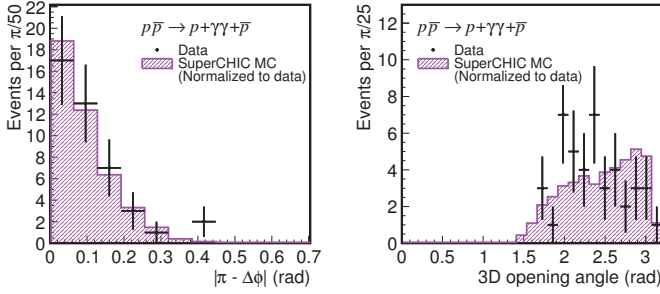 Events per π/50
22
20
18
16
14
12
10
8
6
4
2
0
p p̅ → p+γγ+p̅
Data
SuperCHIC MC
(Normalized to data)
0 0.1 0.2 0.3 0.4 0.5 0.6 0.7
|π - Δϕ| (rad)
Events per π/25
12
10
8
6
4
2
0
p p̅ → p+γγ+p̅
Data
SuperCHIC MC
(Normalized to data)
0 0.5 1 1.5 2 2.5 3
3D opening angle (rad)